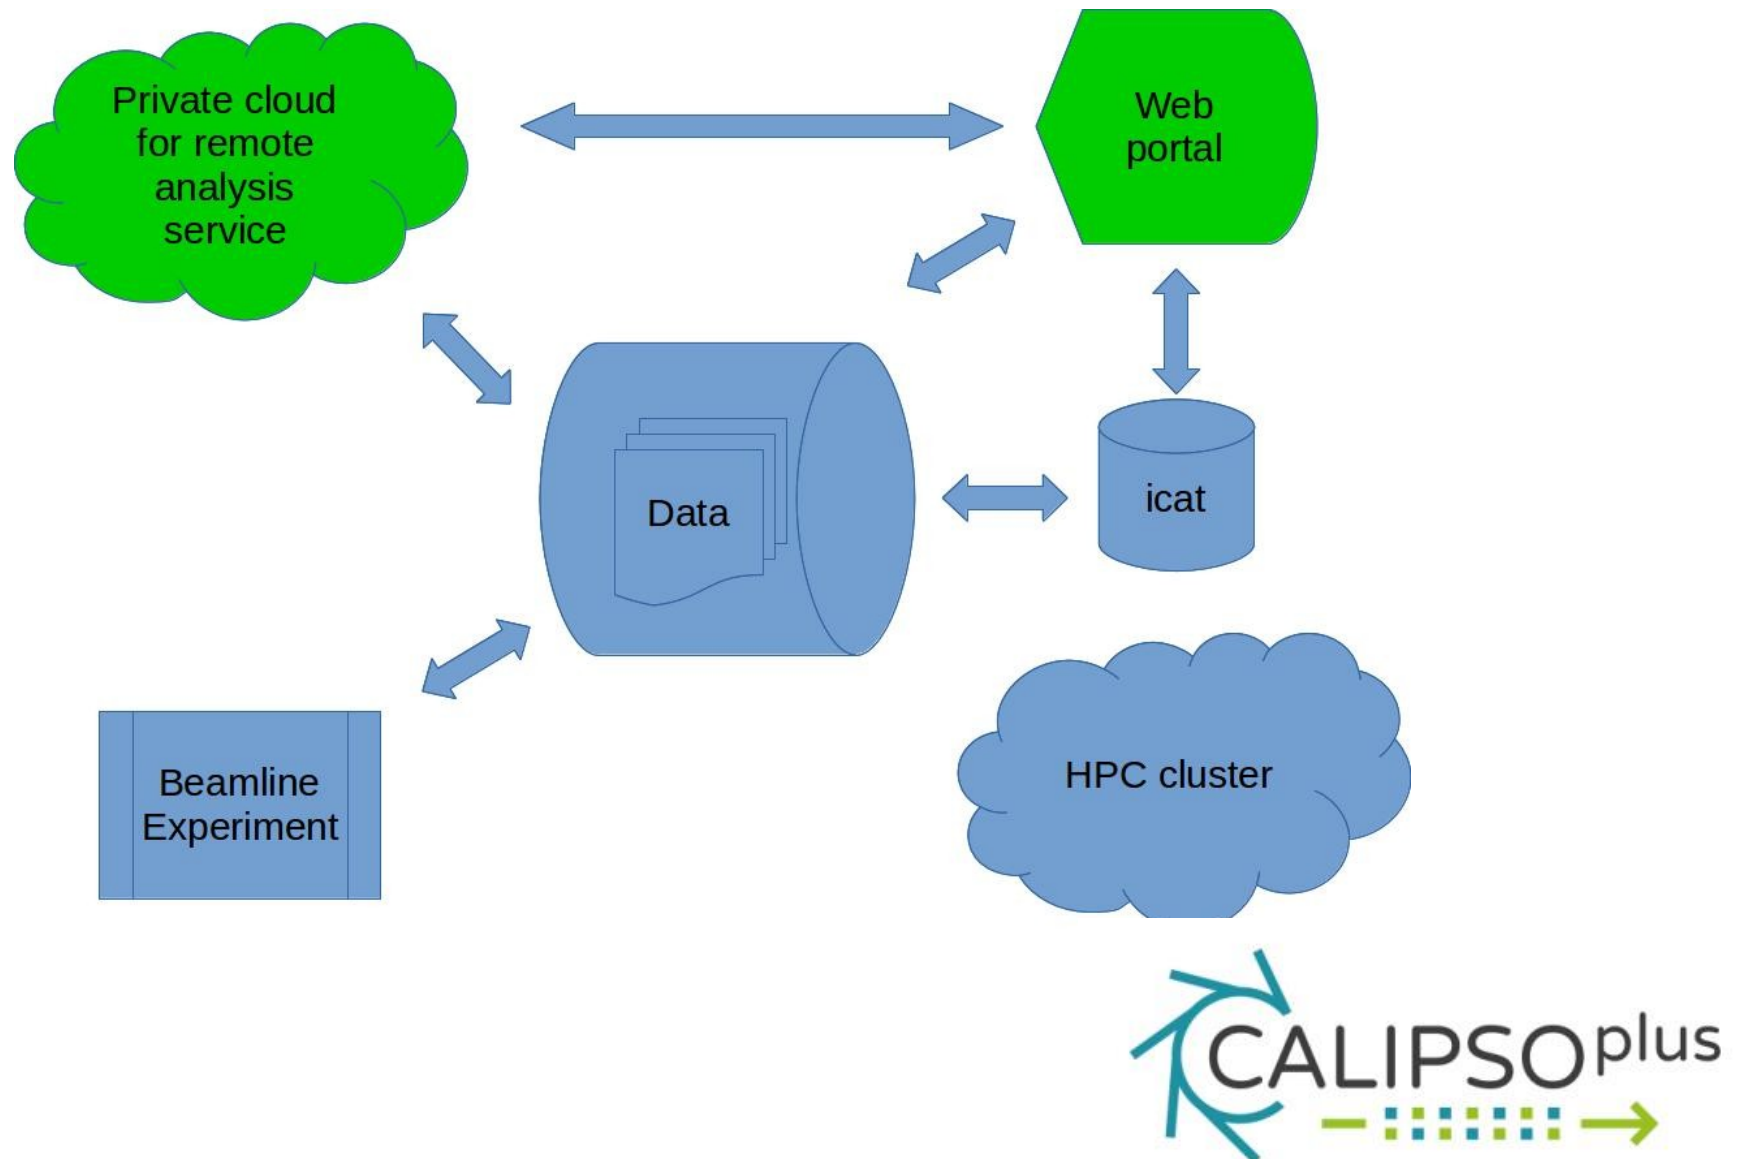 Private cloud
for remote
analysis
service
Web
portal
Data
icat
Beamline
Experiment
HPC cluster
CALIPSOplus